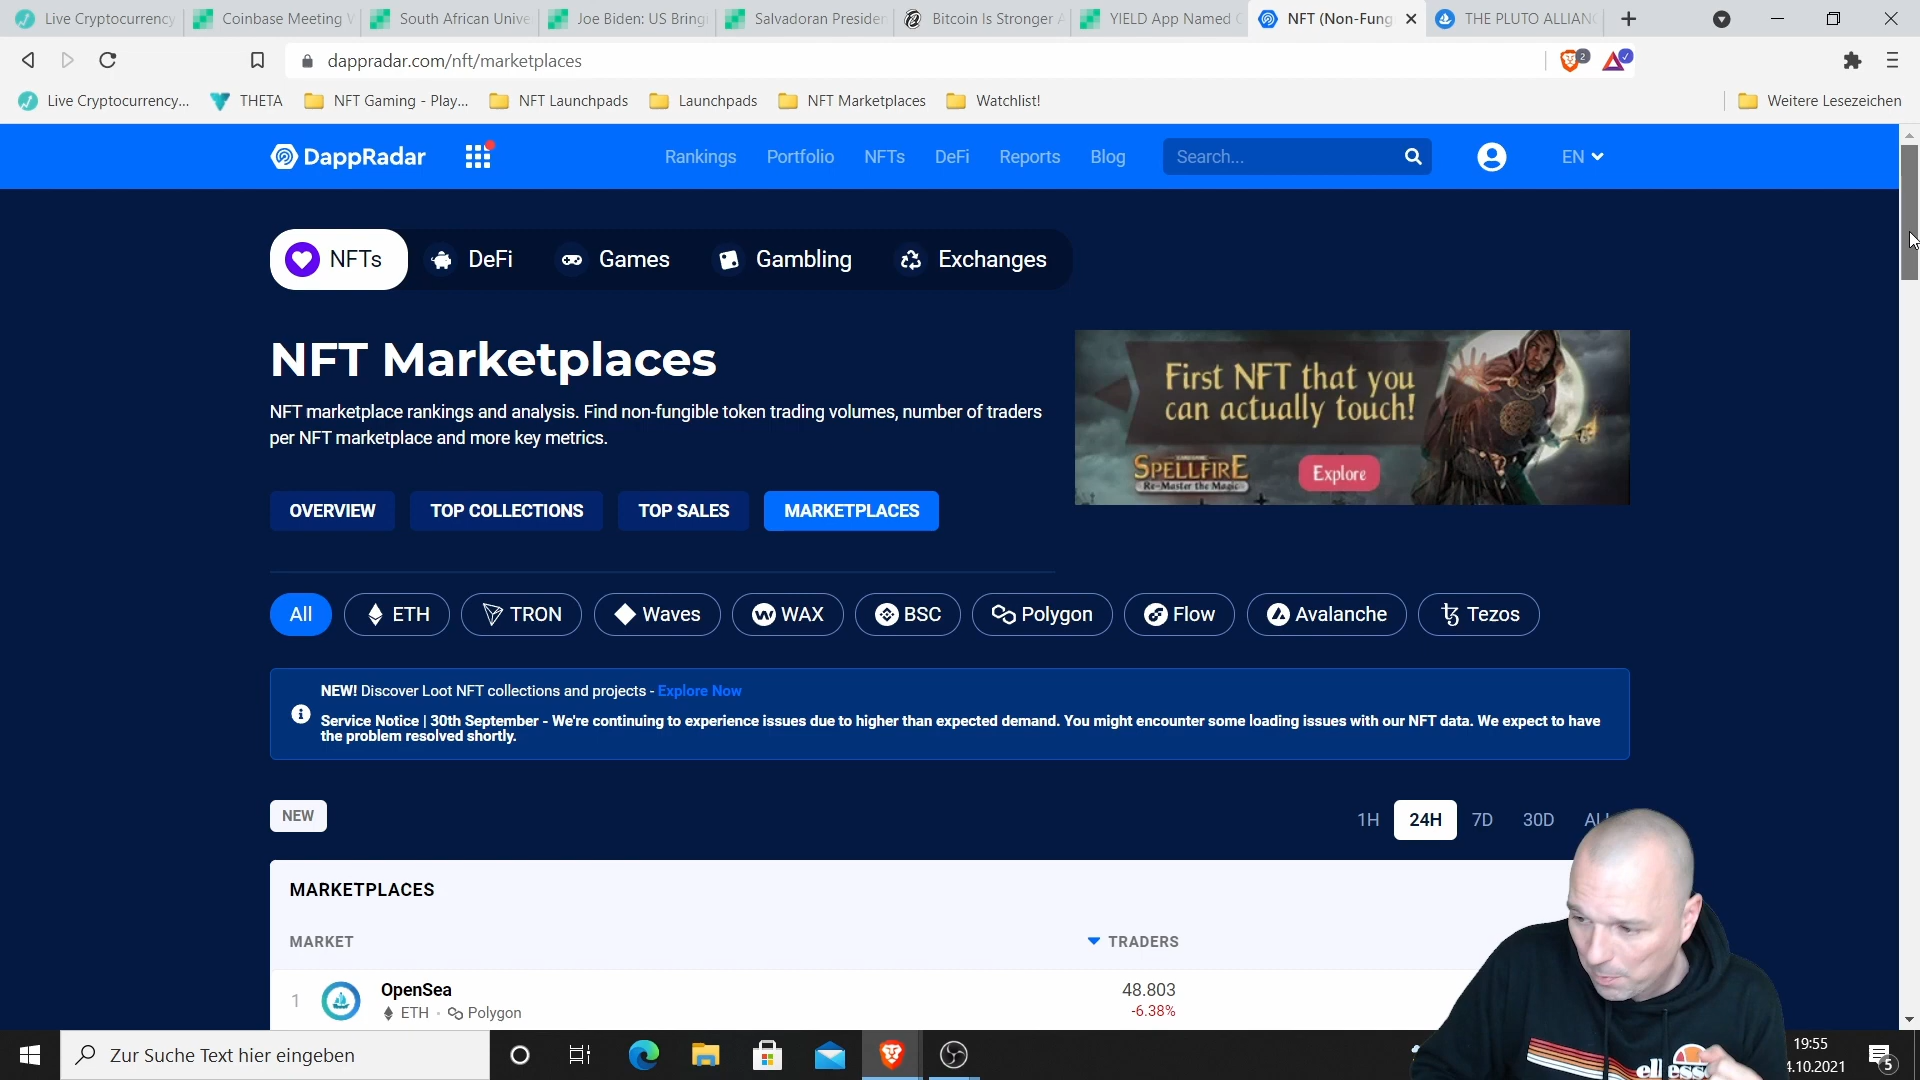 Live Cryptocurrency
Coinbase Meeting
South African Unive
Joe Biden: US Bring
Salvadoran Presiden
Bitcoin Is Stronger
YIELD App Named
NFT (Non-Fung
THE PLUTO ALLIANC
dappradar.com/nft/marketplaces
2
Live Cryptocurrency...
THETA
NFT Gaming - Play...
NFT Launchpads
Launchpads
NFT Marketplaces
Watchlist!
Weitere Lesezeichen
DappRadar
Rankings
Portfolio
NFTs
DeFi
Reports
Blog
Search...
EN
NFTs
DeFi
Games
Gambling
Exchanges
NFT Marketplaces
NFT marketplace rankings and analysis. Find non-fungible token trading volumes, number of traders
per NFT marketplace and more key metrics.
First NFT that you
can actually touch!
SPELLFIRE
Re-Master the Magic
Explore
OVERVIEW
TOP COLLECTIONS
TOP SALES
MARKETPLACES
All
ETH
TRON
Waves
WAX
BSC
Polygon
Flow
Avalanche
Tezos
NEW! Discover Loot NFT collections and projects - Explore Now
Service Notice | 30th September - We're continuing to experience issues due to higher than expected demand. You might encounter some loading issues with our NFT data. We expect to have
the problem resolved shortly.
NEW
1H
24H
7D
30D
MARKETPLACES
MARKET
TRADERS
1
OpenSea
48.803
ETH · Polygon
-6.38%
Zur Suche Text hier eingeben
19:55
4.10.2021
5